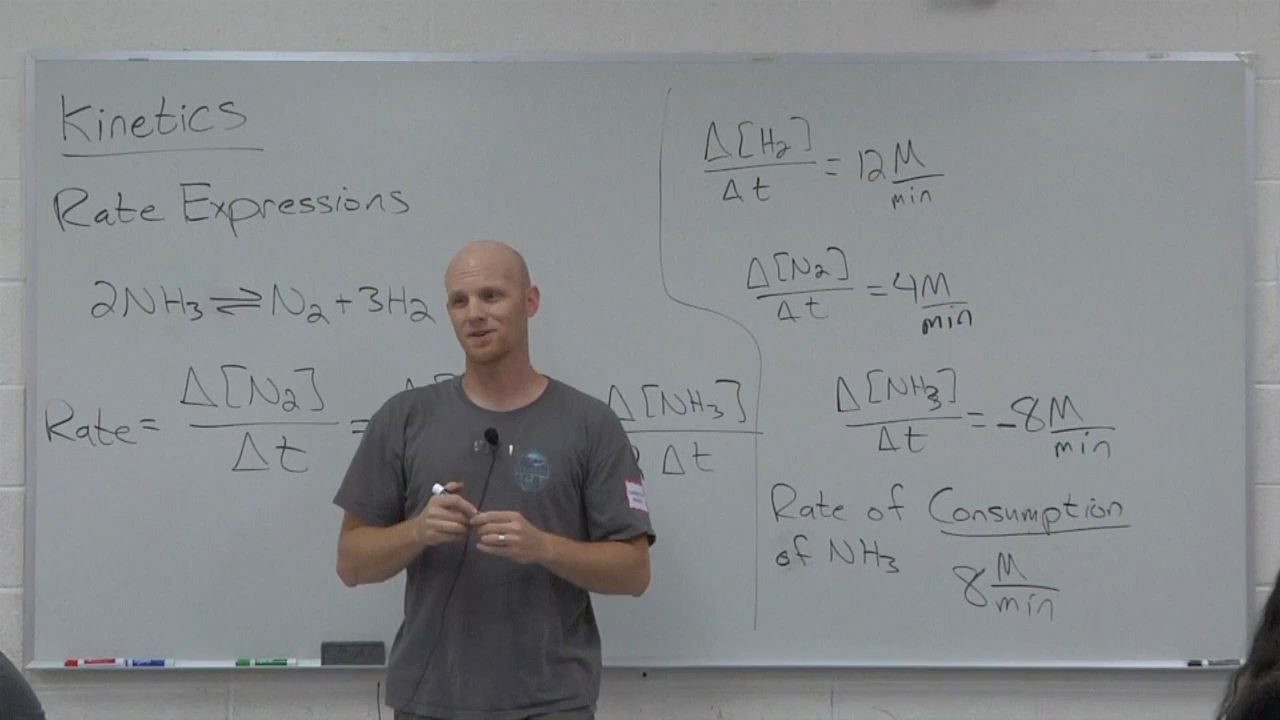 Kinetics
Rate Expressions
2NH₃ ⇌ N₂ + 3H₂
Rate = Δ[N₂]/Δt = Δ[NH₃]/Δt
Δ[H₂]/Δt = 12 M/min
Δ[N₂]/Δt = 4 M/min
Δ[NH₃]/Δt = -8 M/min
Rate of Consumption
of NH₃ 8 M/min